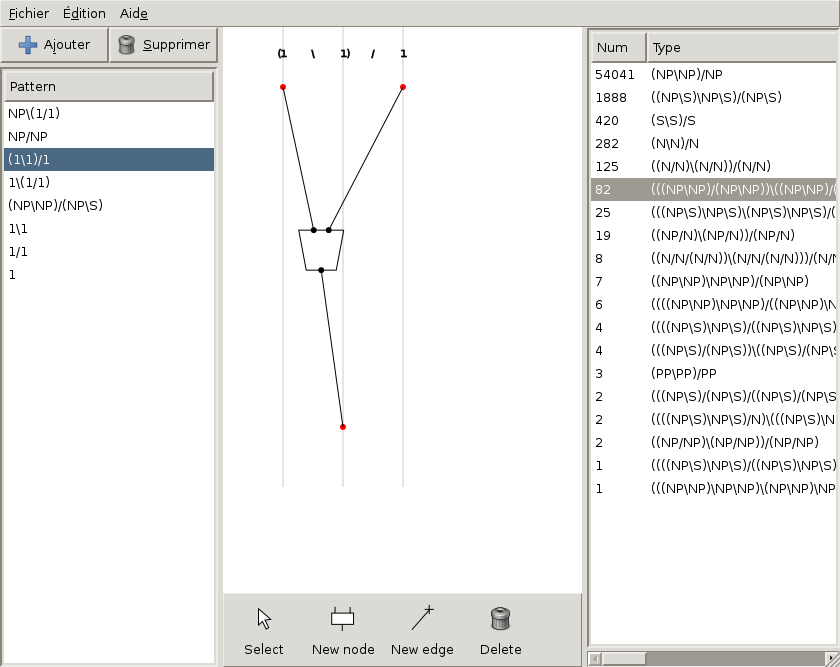 Fichier Édition Aide
Ajouter Supprimer
Pattern
NP\(1/1)
NP/NP
(1\1)/1
1\(1/1)
(NP\NP)/(NP\S)
1\1
1/1
1
(1 \ 1) / 1
Select New node New edge Delete
Num Type
54041 (NP\NP)/NP
1888 ((NP\S)\NP\S)/(NP\S)
420 (S\S)/S
282 (N\N)/N
125 ((N/N)\(N/N))/(N/N)
82 (((NP\NP)/(NP\NP))\((NP\NP)/(
25 (((NP\S)\NP\S)\(NP\S)\NP\S)/(
19 ((NP/N)\(NP/N))/(NP/N)
8 ((N/N/(N/N))\(N/N/(N/N)))/(N/N
7 ((NP\NP)\NP\NP)/(NP\NP)
6 ((((NP\NP)\NP\NP)/((NP\NP)\N
4 ((((NP\S)\NP\S)/((NP\S)\NP\S)
4 (((NP\S)/(NP\S))\((NP\S)/(NP\S
3 (PP\PP)/PP
2 (((NP\S)/(NP\S)/((NP\S)/(NP\S
2 ((((NP\S)\NP\S)/N)\(((NP\S)\N
2 ((NP/NP)\(NP/NP))/(NP/NP)
1 ((((NP\S)\NP\S)/((NP\S)\NP\S)
1 (((NP\NP)\NP\NP)\(NP\NP)\NP